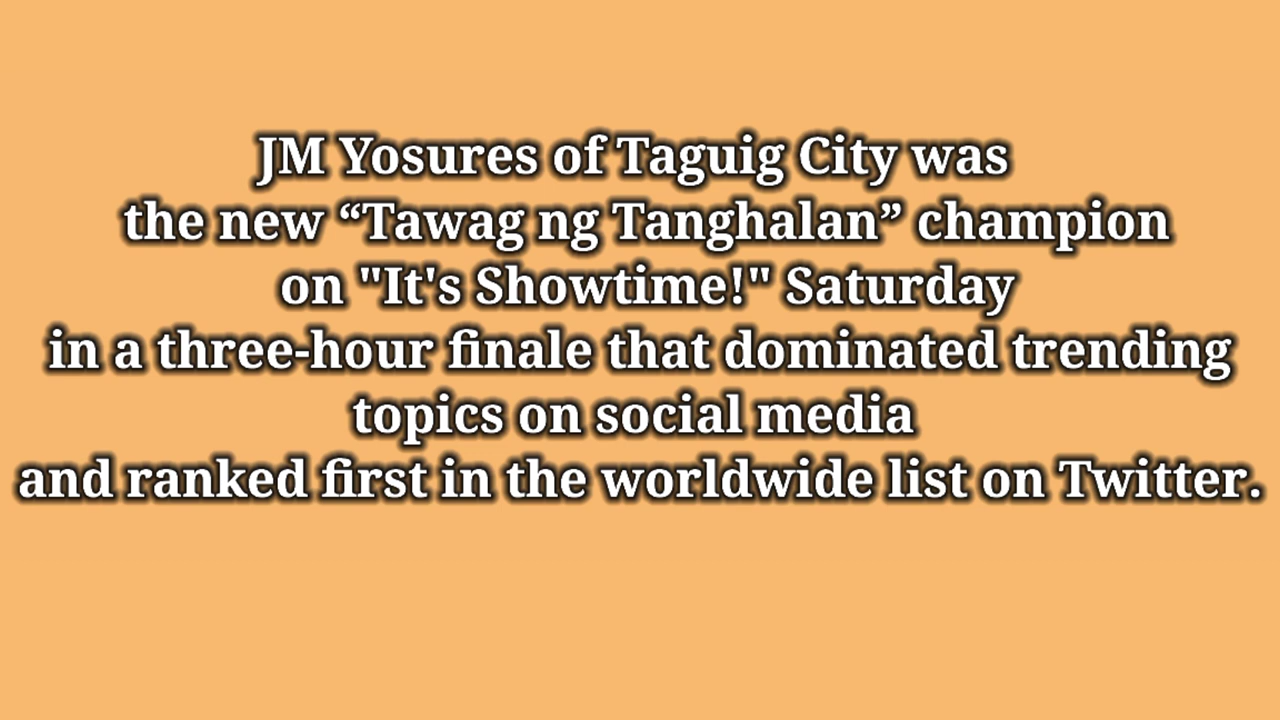 JM Yosures of Taguig City was
the new “Tawag ng Tanghalan” champion
on "It's Showtime!" Saturday
in a three-hour finale that dominated trending
topics on social media
and ranked first in the worldwide list on Twitter.